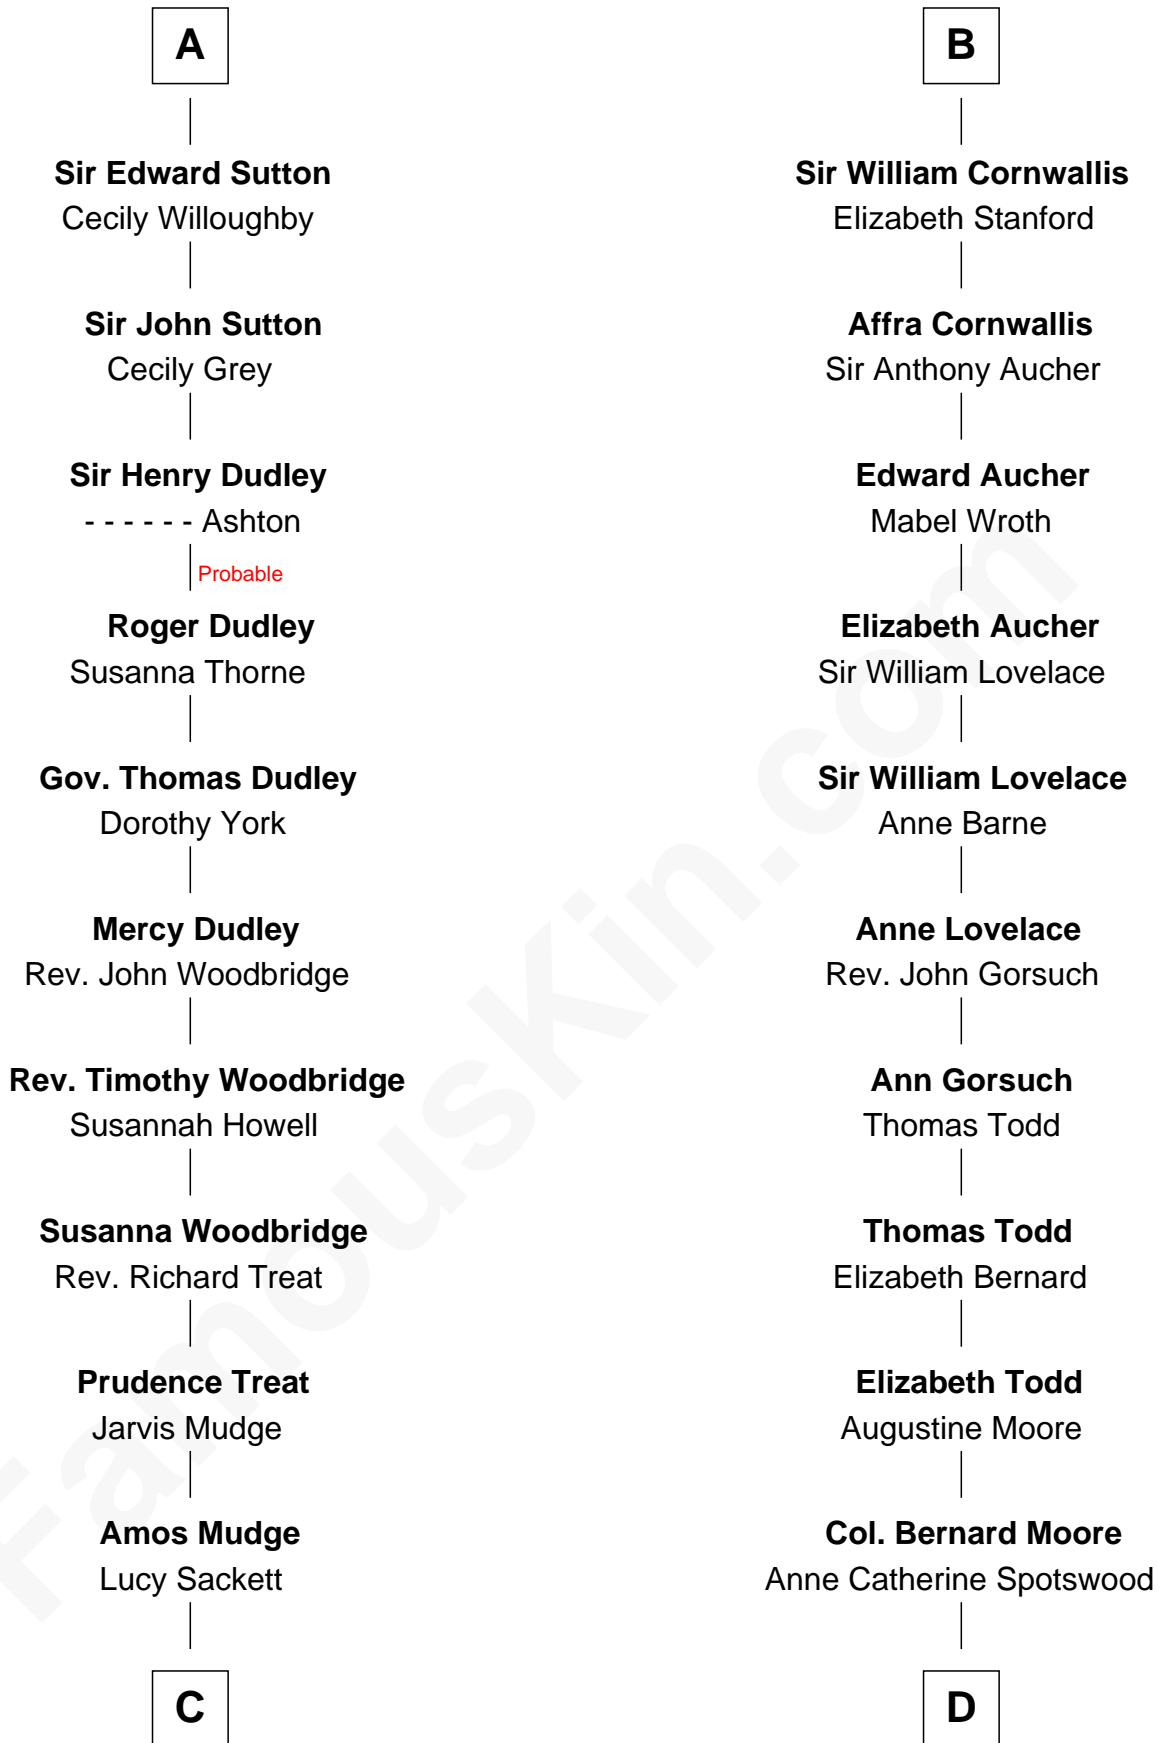 A
Sir Edward Sutton
Cecily Willoughby
Sir John Sutton
Cecily Grey
Sir Henry Dudley
- - - - - - Ashton
Probable
Roger Dudley
Susanna Thorne
Gov. Thomas Dudley
Dorothy York
Mercy Dudley
Rev. John Woodbridge
Rev. Timothy Woodbridge
Susannah Howell
Susanna Woodbridge
Rev. Richard Treat
Prudence Treat
Jarvis Mudge
Amos Mudge
Lucy Sackett
C
B
Sir William Cornwallis
Elizabeth Stanford
Affra Cornwallis
Sir Anthony Aucher
Edward Aucher
Mabel Wroth
Elizabeth Aucher
Sir William Lovelace
Sir William Lovelace
Anne Barne
Anne Lovelace
Rev. John Gorsuch
Ann Gorsuch
Thomas Todd
Thomas Todd
Elizabeth Bernard
Elizabeth Todd
Augustine Moore
Col. Bernard Moore
Anne Catherine Spotswood
D
FamousKin.com